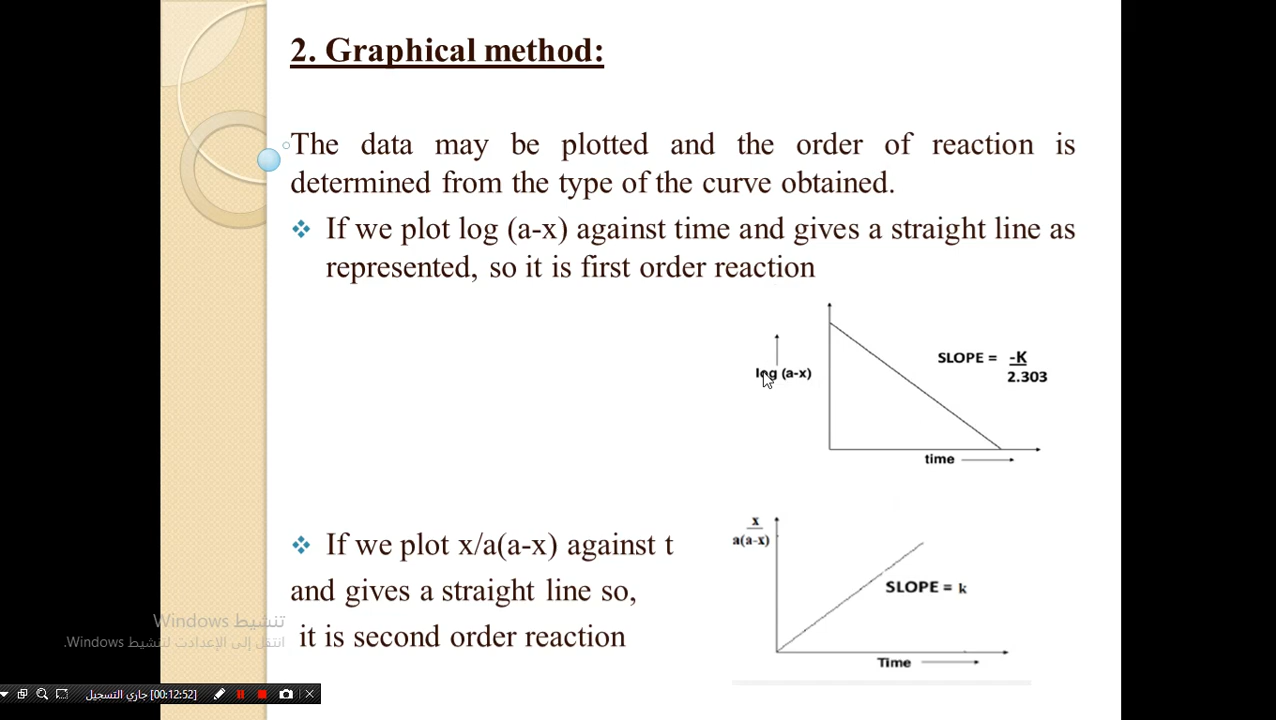 2. Graphical method:
The data may be plotted and the order of reaction is
determined from the type of the curve obtained.
If we plot log (a-x) against time and gives a straight line as
represented, so it is first order reaction
SLOPE = -K
2.303
log (a-x)
time
x
a(a-x)
If we plot x/a(a-x) against t
and gives a straight line so,
it is second order reaction
SLOPE = k
Time
تنشيط Windows
انتقل إلى الإعدادات لتنشيط Windows.
جاري التسجيل [00:12:52]